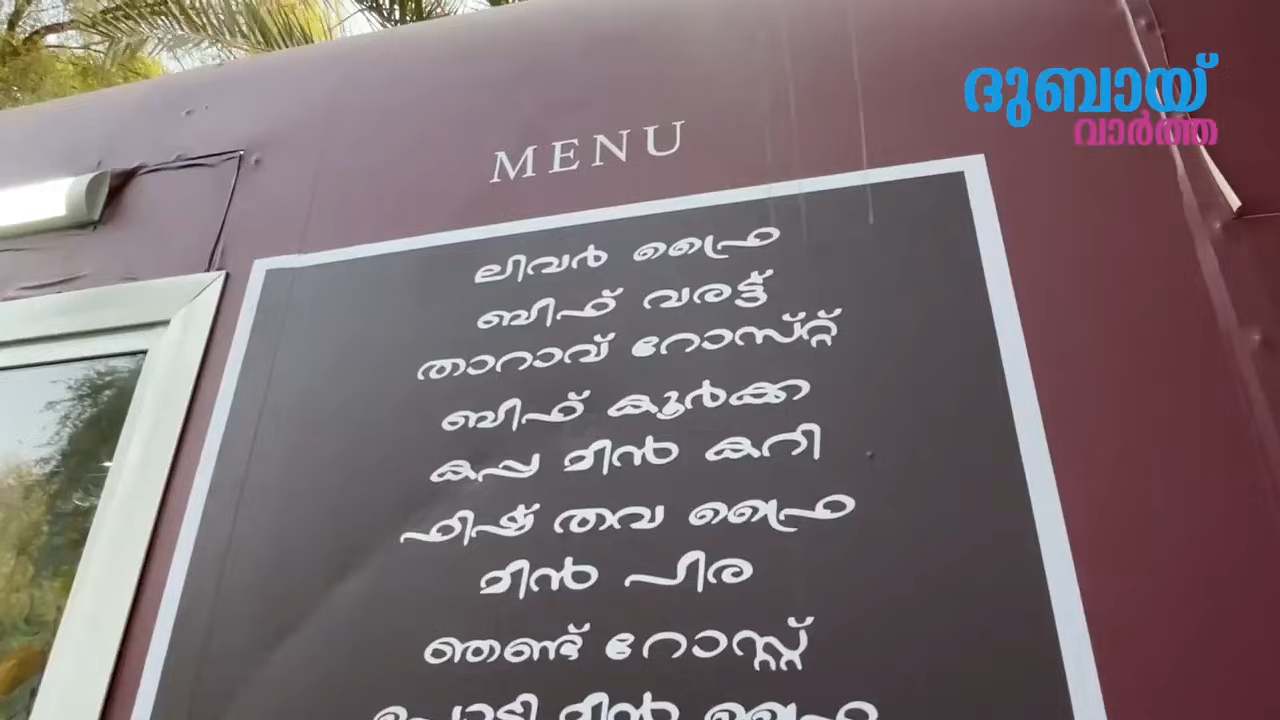 ദുബായ്
വാർത്ത
MENU
ലിവർ ഫ്രൈ
ബീഫ് വരട്ട്
താറാവ് റോസ്റ്റ്
ബീഫ് കൂർക്ക
കപ്പ മീൻ കറി
ഫിഷ് തവ ഫ്രൈ
മീൻ പീര
ഞണ്ട് റോസ്റ്റ്
മീൻ ഫ്രൈ